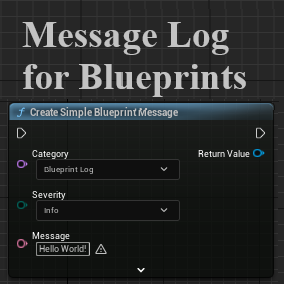 Message Log
for Blueprints
f Create Simple Blueprint Message
Category
Return Value
Blueprint Log
Severity
Info
Message
Hello World!